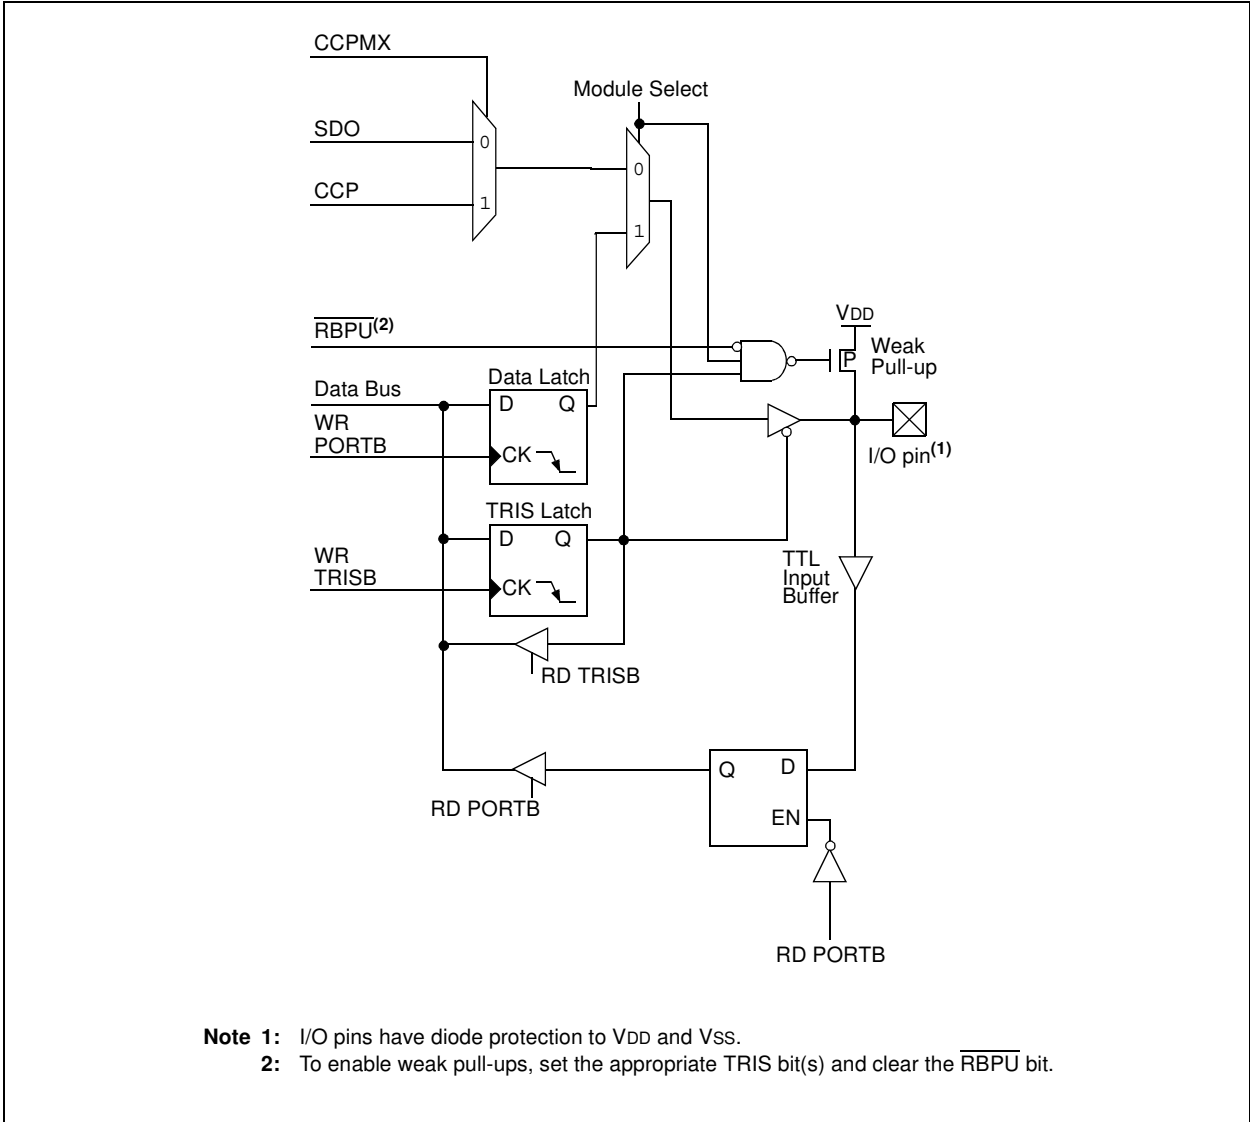 CCPMX
Module Select
SDO
0
0
CCP
1
1
VDD
RBPU(2)
Weak
Pull-up
P
Data Bus
Data Latch
D Q
WR
PORTB
CK
I/O pin(1)
TRIS Latch
D Q
WR
TRISB
CK
TTL
Input
Buffer
RD TRISB
Q D
RD PORTB
EN
RD PORTB
Note 1: I/O pins have diode protection to VDD and VSS.
2: To enable weak pull-ups, set the appropriate TRIS bit(s) and clear the RBPU bit.